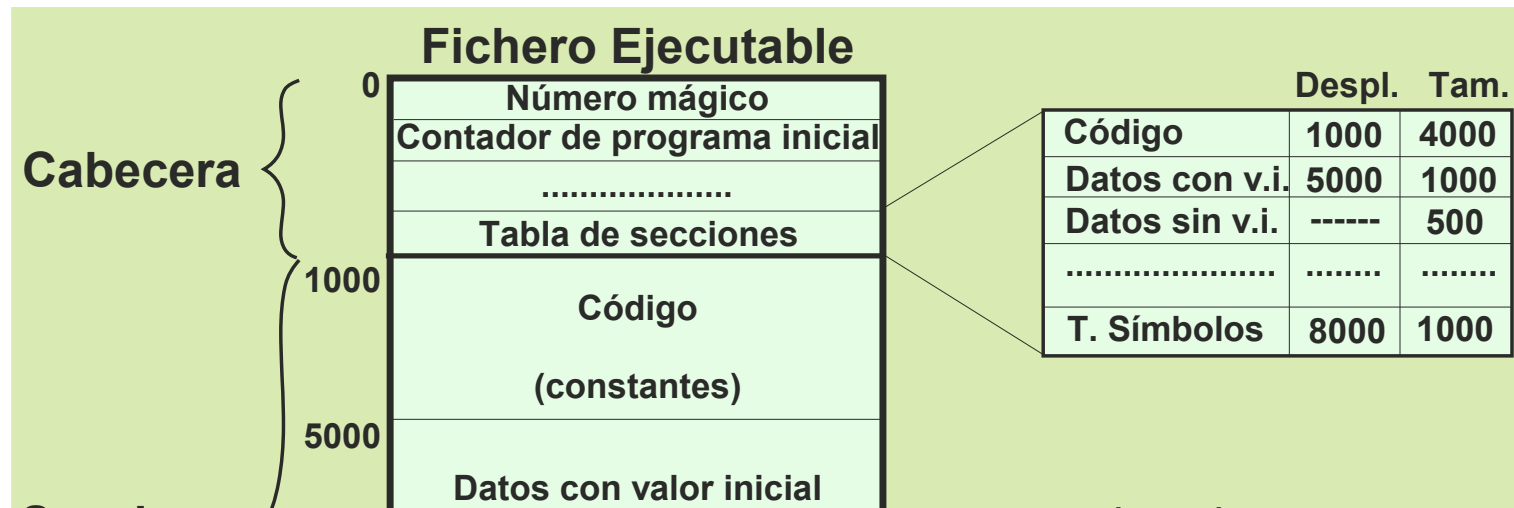 Fichero Ejecutable
0
Número mágico
Contador de programa inicial
....................
Tabla de secciones
Cabecera
1000
Código
(constantes)
5000
Datos con valor inicial
Despl. Tam.
Código 1000 4000
Datos con v.i. 5000 1000
Datos sin v.i. ------ 500
...................... ........ ........
T. Símbolos 8000 1000